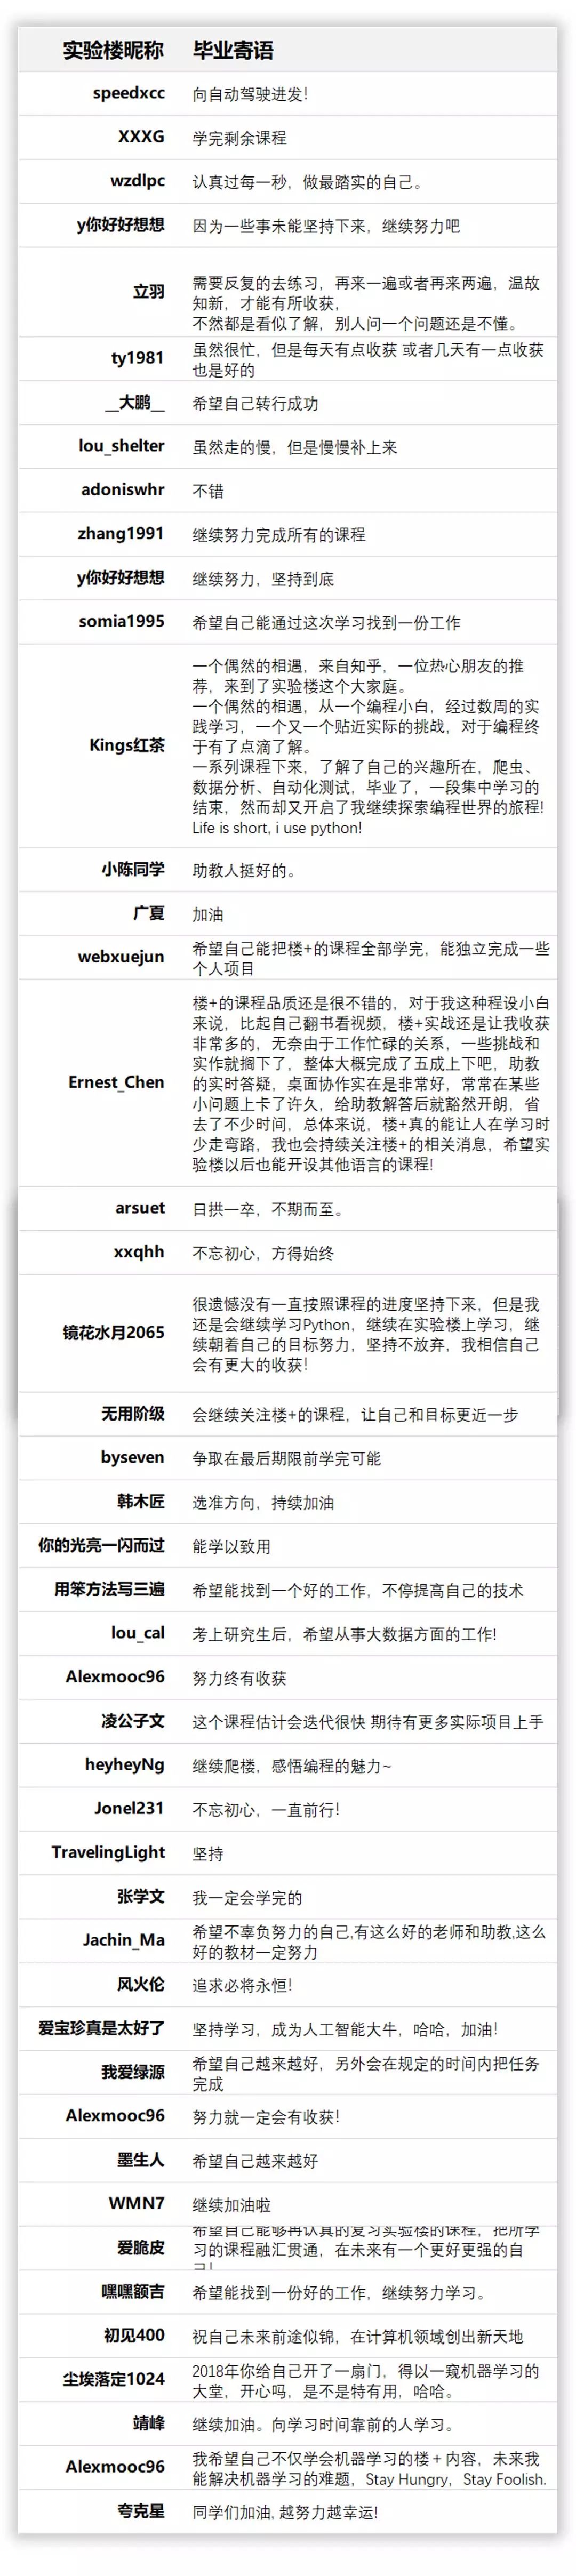 实验楼昵称 毕业寄语
speedxcc 向自动驾驶进发!
XXXG 学完剩余课程
wzdlpc 认真过每一秒，做最踏实的自己。
y你好好想想 因为一些事未能坚持下来，继续努力吧
立羽 需要反复的去练习，再来一遍或者再来两遍，温故
知新，才能有所收获，
不然都是看似了解，别人问一个问题还是不懂。
ty1981 虽然很忙，但是每天有点收获 或者几天有一点收获
也是好的
__大鹏__ 希望自己转行成功
lou_shelter 虽然走的慢，但是慢慢补上来
adoniswhr 不错
zhang1991 继续努力完成所有的课程
y你好好想想 继续努力，坚持到底
somia1995 希望自己能通过这次学习找到一份工作
Kings红茶 一个偶然的相遇，来自知乎，一位热心朋友的推
荐，来到了实验楼这个大家庭。
一个偶然的相遇，从一个编程小白，经过数周的实
践学习，一个又一个贴近实际的挑战，对于编程终
于有了点滴了解。
一系列课程下来，了解了自己的兴趣所在，爬虫、
数据分析、自动化测试，毕业了，一段集中学习的
结束，然而却又开启了我继续探索编程世界的旅程!
Life is short, i use python!
小陈同学 助教人挺好的。
广夏 加油
webxuejun 希望自己能把楼+的课程全部学完，能独立完成一些
个人项目
Ernest_Chen 楼+的课程品质还是很不错的，对于我这种程设小白
来说，比起自己翻书看视频，楼+实战还是让我收获
非常多的，无奈由于工作忙碌的关系，一些挑战和
实作就搁下了，整体大概完成了五成上下吧，助教
的实时答疑，桌面协作实在是非常好，常常在某些
小问题上卡了许久，给助教解答后就豁然开朗，省
去了不少时间，总体来说，楼+真的能让人在学习时
少走弯路，我也会持续关注楼+的相关消息，希望实
验楼以后也能开设其他语言的课程!
arsuet 日拱一卒，不期而至。
xxqhh 不忘初心，方得始终
镜花水月2065 很遗憾没有一直按照课程的进度坚持下来，但是我
还是会继续学习Python，继续在实验楼上学习，继
续朝着自己的目标努力，坚持不放弃，我相信自己
会有更大的收获!
无用阶级 会继续关注楼+的课程，让自己和目标更近一步
byseven 争取在最后期限前学完可能
韩木匠 选准方向，持续加油
你的光亮一闪而过 能学以致用
用笨方法写三遍 希望能找到一个好的工作，不停提高自己的技术
lou_cal 考上研究生后，希望从事大数据方面的工作!
Alexmooc96 努力终有收获
凌公子文 这个课程估计会迭代很快 期待有更多实际项目上手
heyheyNg 继续爬楼，感悟编程的魅力~
Jonel231 不忘初心，一直前行!
TravelingLight 坚持
张学文 我一定会学完的
Jachin_Ma 希望不辜负努力的自己,有这么好的老师和助教,这么
好的教材一定努力
风火伦 追求必将永恒!
爱宝珍真是太好了 坚持学习，成为人工智能大牛，哈哈，加油!
我爱绿源 希望自己越来越好，另外会在规定的时间内把任务
完成
Alexmooc96 努力就一定会有收获!
墨生人 希望自己越来越好
WMN7 继续加油啦
爱脆皮 希望自己能够再认真的复习实验楼的课程，把所学
习的课程融汇贯通，在未来有一个更好更强的自
己!
嘿嘿额吉 希望能找到一份好的工作，继续努力学习。
初见400 祝自己未来前途似锦，在计算机领域创出新天地
尘埃落定1024 2018年你给自己开了一扇门，得以一窥机器学习的
大堂，开心吗，是不是特有用，哈哈。
靖峰 继续加油。向学习时间靠前的人学习。
Alexmooc96 我希望自己不仅学会机器学习的楼＋内容，未来我
能解决机器学习的难题，Stay Hungry，Stay Foolish.
夸克星 同学们加油, 越努力越幸运!